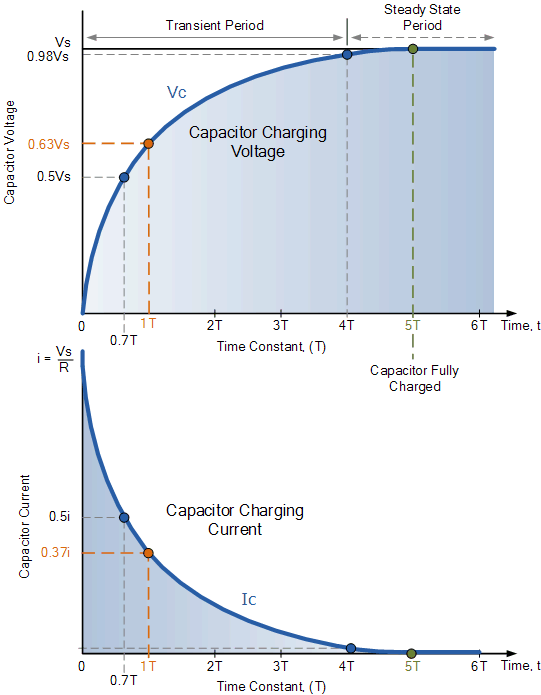 Transient Period
Steady State
Period
Vs
0.98Vs
Vc
Capacitor Charging
Voltage
0.63Vs
0.5Vs
Capacitor Voltage
0 1T 2T 3T 4T 5T 6T Time, t
0.7T
Time Constant, (T)
Capacitor Fully
Charged
i = Vs
R
Capacitor Charging
Current
0.5i
0.37i
Capacitor Current
Ic
0 1T 2T 3T 4T 5T 6T Time, t
0.7T
Time Constant, (T)